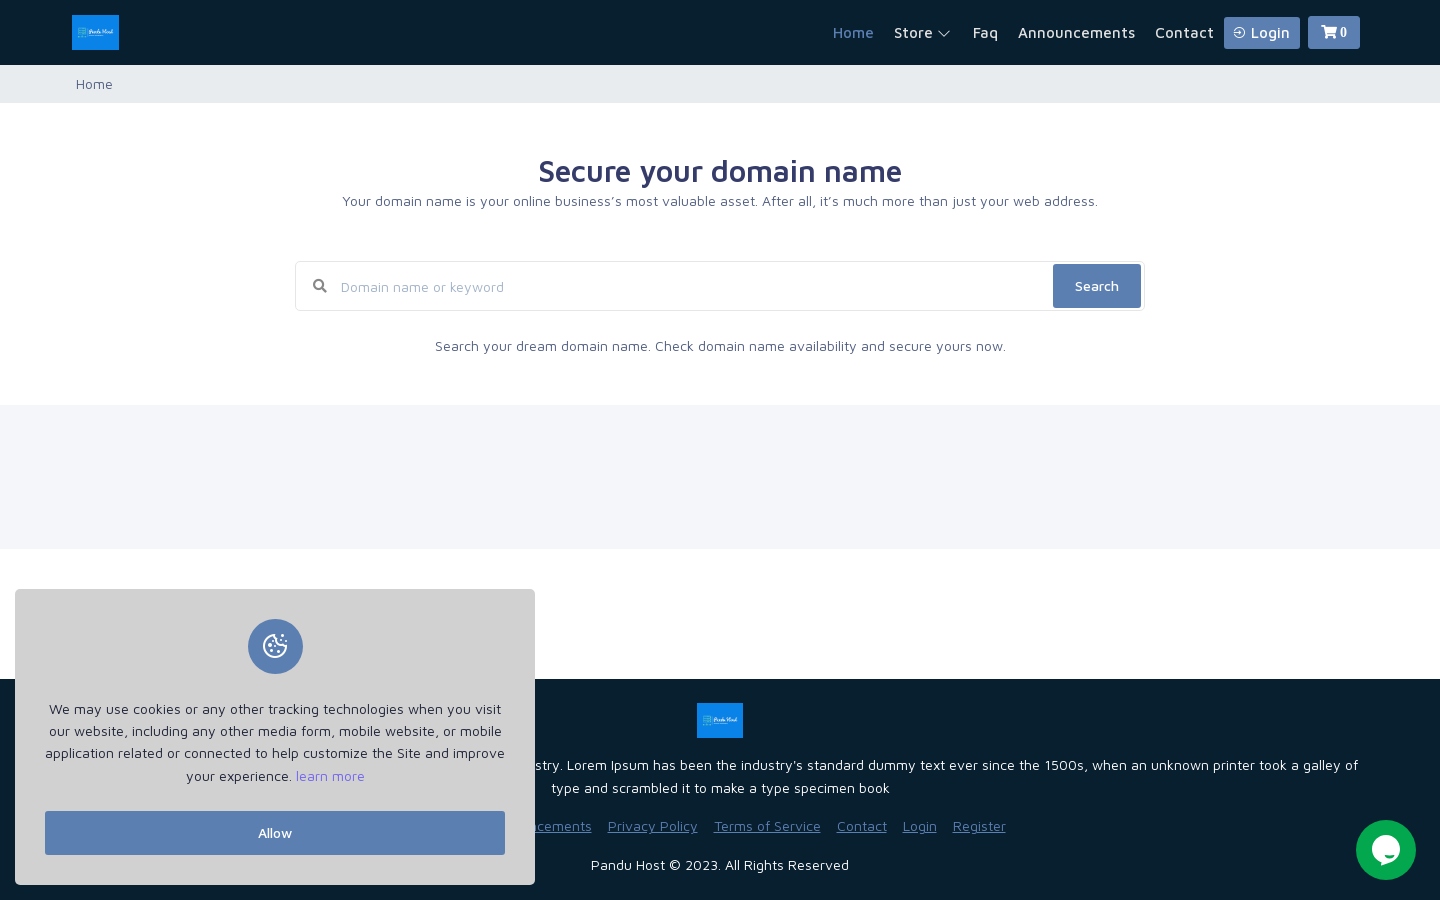 Pandu Host
Home
Store
Faq
Announcements
Contact
Login
0
Home
Secure your domain name
Your domain name is your online business’s most valuable asset. After all, it’s much more than just your web address.
Domain name or keyword
Search
Search your dream domain name. Check domain name availability and secure yours now.
We may use cookies or any other tracking technologies when you visit
our website, including any other media form, mobile website, or mobile
application related or connected to help customize the Site and improve
your experience. learn more
Allow
Pandu Host
Lorem Ipsum has been the industry's standard dummy text ever since the 1500s, when an unknown printer took a galley of
type and scrambled it to make a type specimen book
Privacy Policy
Terms of Service
Contact
Login
Register
Pandu Host © 2023. All Rights Reserved